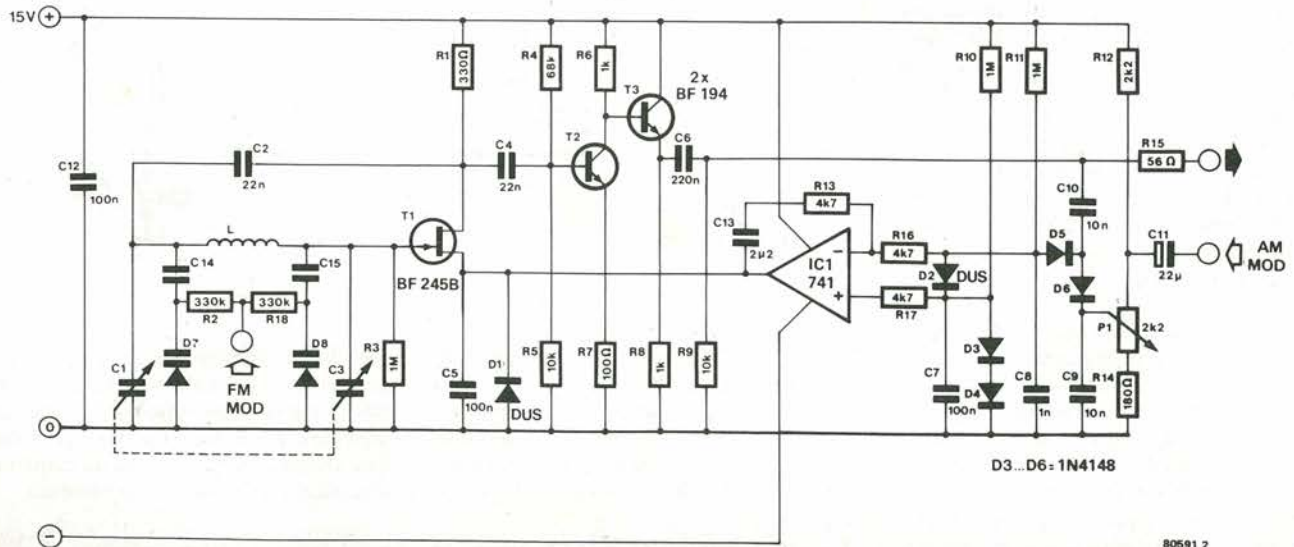 15V +
R1
330Ω
R4
68k
R6
1k
T3
2x
BF 194
R10
1M
R11
1M
R12
2k2
C12
100n
C2
22n
C4
22n
T2
C6
220n
R15
56 Ω
T1
BF 245B
L
C14
C15
330k
330k
R2
R18
D7
D8
FM
MOD
C1
C3
R3
1M
C5
100n
D1
DUS
R5
10k
R7
100Ω
R8
1k
R9
10k
C13
2µ2
R13
4k7
IC1
741
−
+
R16
4k7
4k7
R17
D2
DUS
D5
C10
10n
D6
C11
22µ
AM
MOD
P1
2k2
D3
D4
C7
100n
C8
1n
C9
10n
R14
180Ω
0
D3...D6= 1N4148
−
80591 2